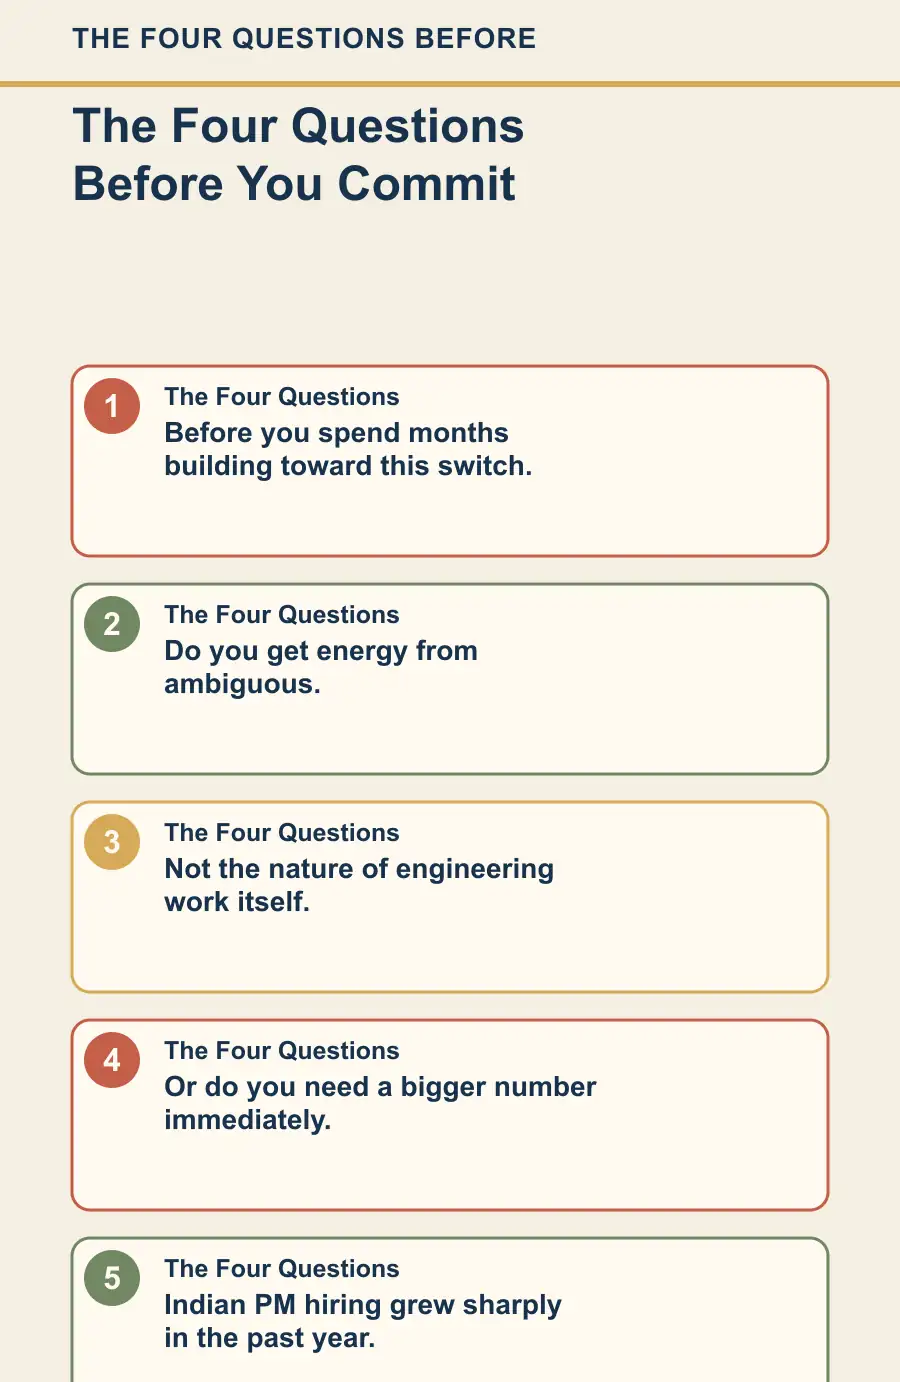 THE FOUR QUESTIONS BEFORE
The Four Questions
Before You Commit
1
The Four Questions
Before you spend months
building toward this switch.
2
The Four Questions
Do you get energy from
ambiguous.
3
The Four Questions
Not the nature of engineering
work itself.
4
The Four Questions
Or do you need a bigger number
immediately.
5
The Four Questions
Indian PM hiring grew sharply
in the past year.